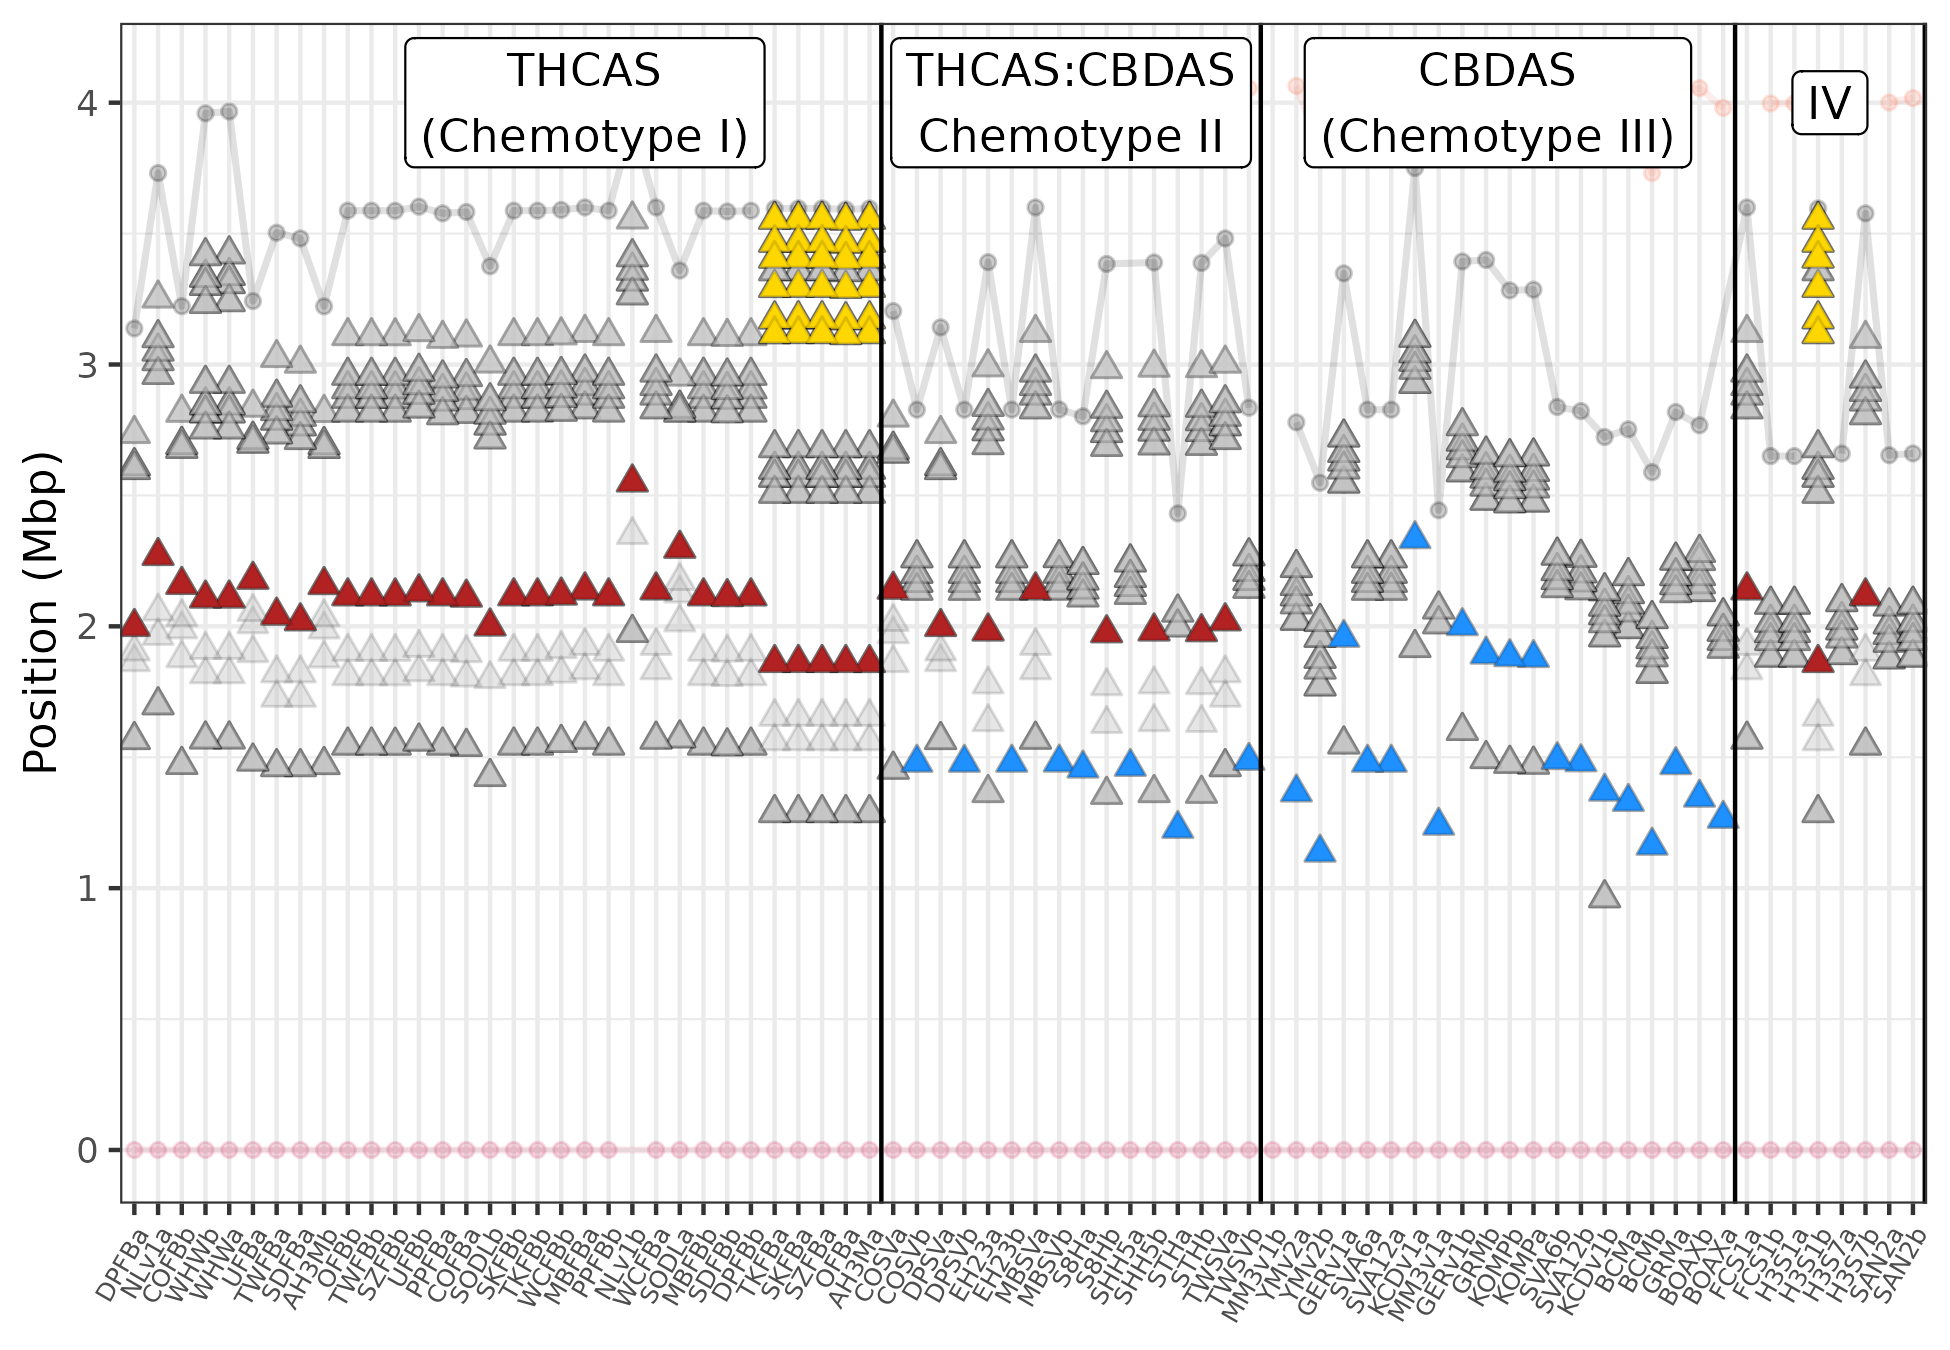 THCAS
(Chemotype I)
THCAS:CBDAS
Chemotype II
CBDAS
(Chemotype III)
IV
Position (Mbp)
4
3
2
1
0
DPFBa
NLv1a
COFBb
WHWb
WHWa
UFBa
TWFBa
SDFBa
AH3Mb
OFBb
TWFBb
SZFBb
UFBb
PPFBa
COFBa
SODLb
SKFBb
TKFBb
WCFBb
MBFBa
PPFBb
NLv1b
WCFBa
SODLa
MBFBb
SDFBb
DPFBb
TKFBa
SKFBa
SZFBa
OFBa
AH3Ma
COSVa
COSVb
DPSVa
DPSVb
EH23a
EH23b
MBSVa
MBSVb
S8Ha
S8Hb
SHH5a
SHH5b
STHa
STHb
TWSVa
TWSVb
MM3v1b
YMv2a
YMv2b
GERv1a
SVA6a
SVA12a
KCDv1a
MM3v1a
GERv1b
GRMb
KOMPb
KOMPa
SVA6b
SVA12b
KCDv1b
BCMa
BCMb
GRMa
BOAXb
BOAXa
FCS1a
FCS1b
H3S1a
H3S1b
H3S7a
H3S7b
SAN2a
SAN2b